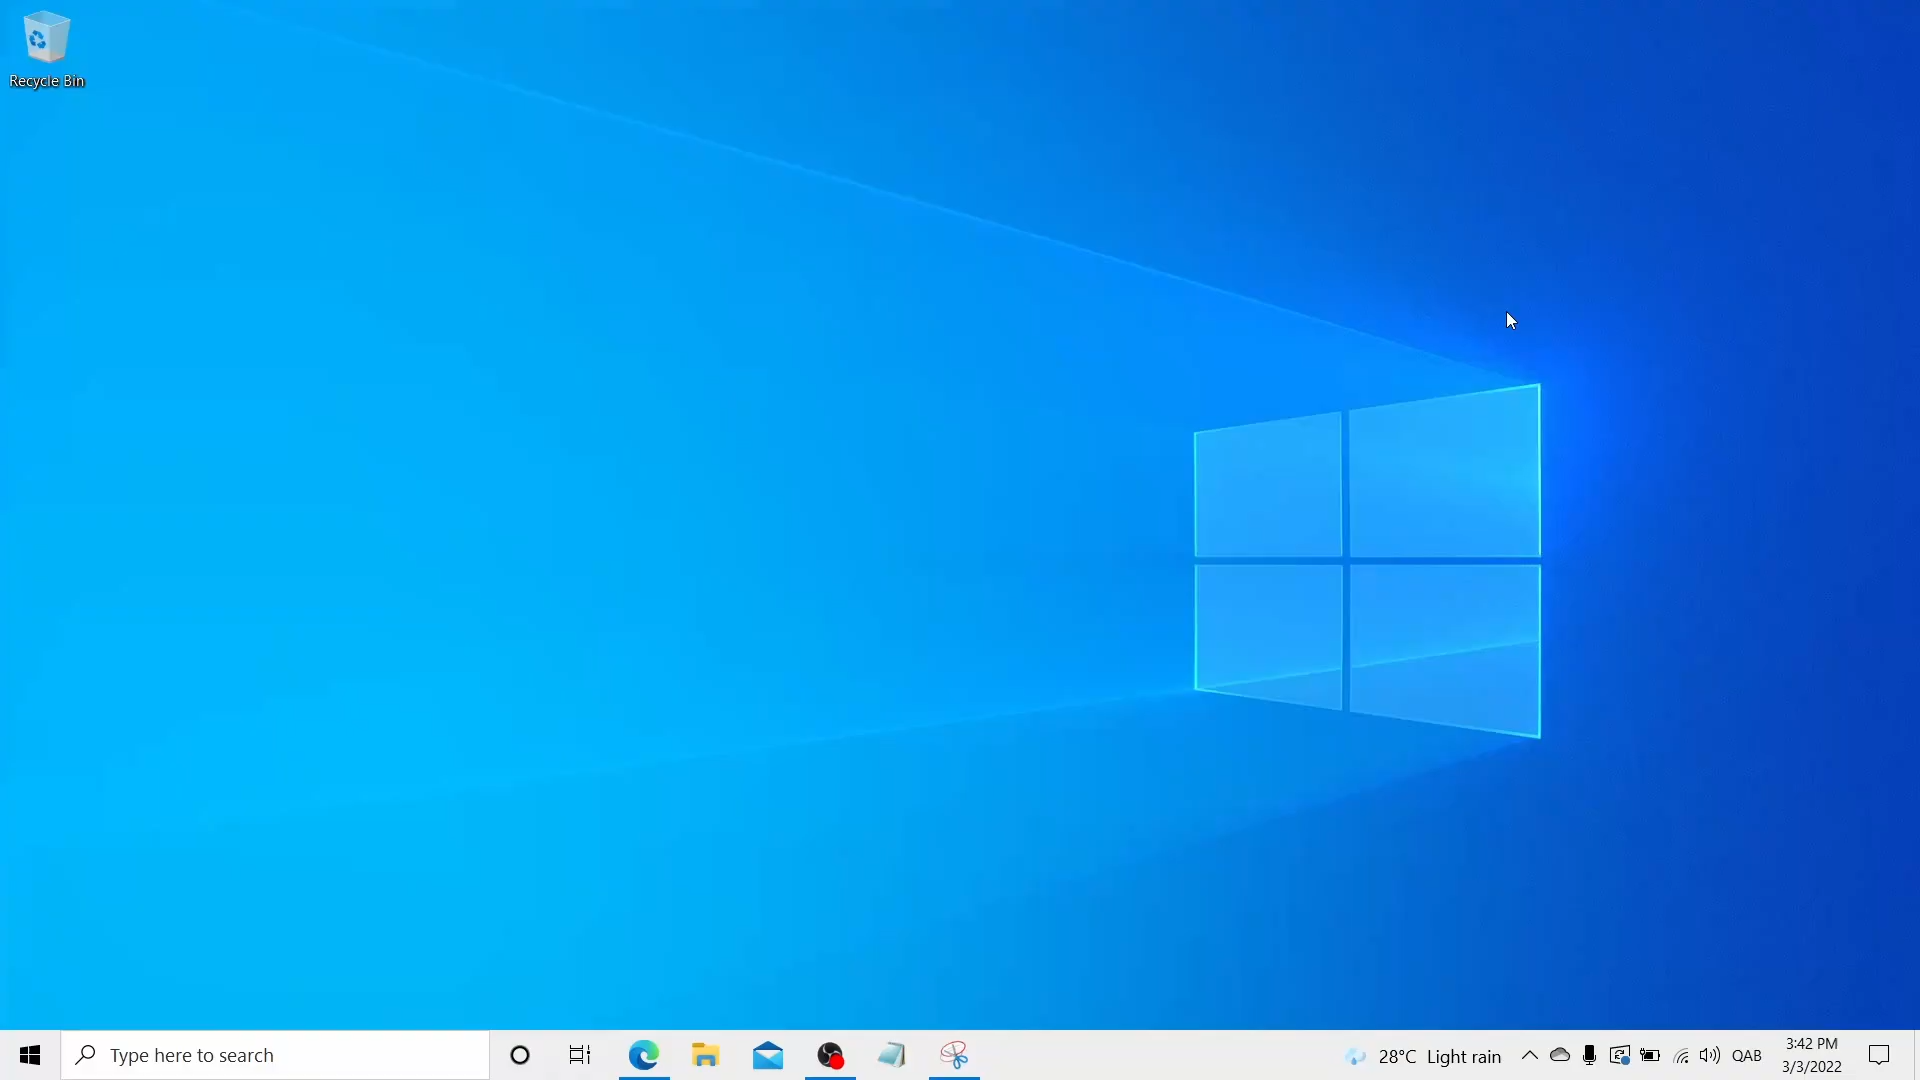 Recycle Bin
Type here to search
28°C Light rain
QAB
3:42 PM
3/3/2022